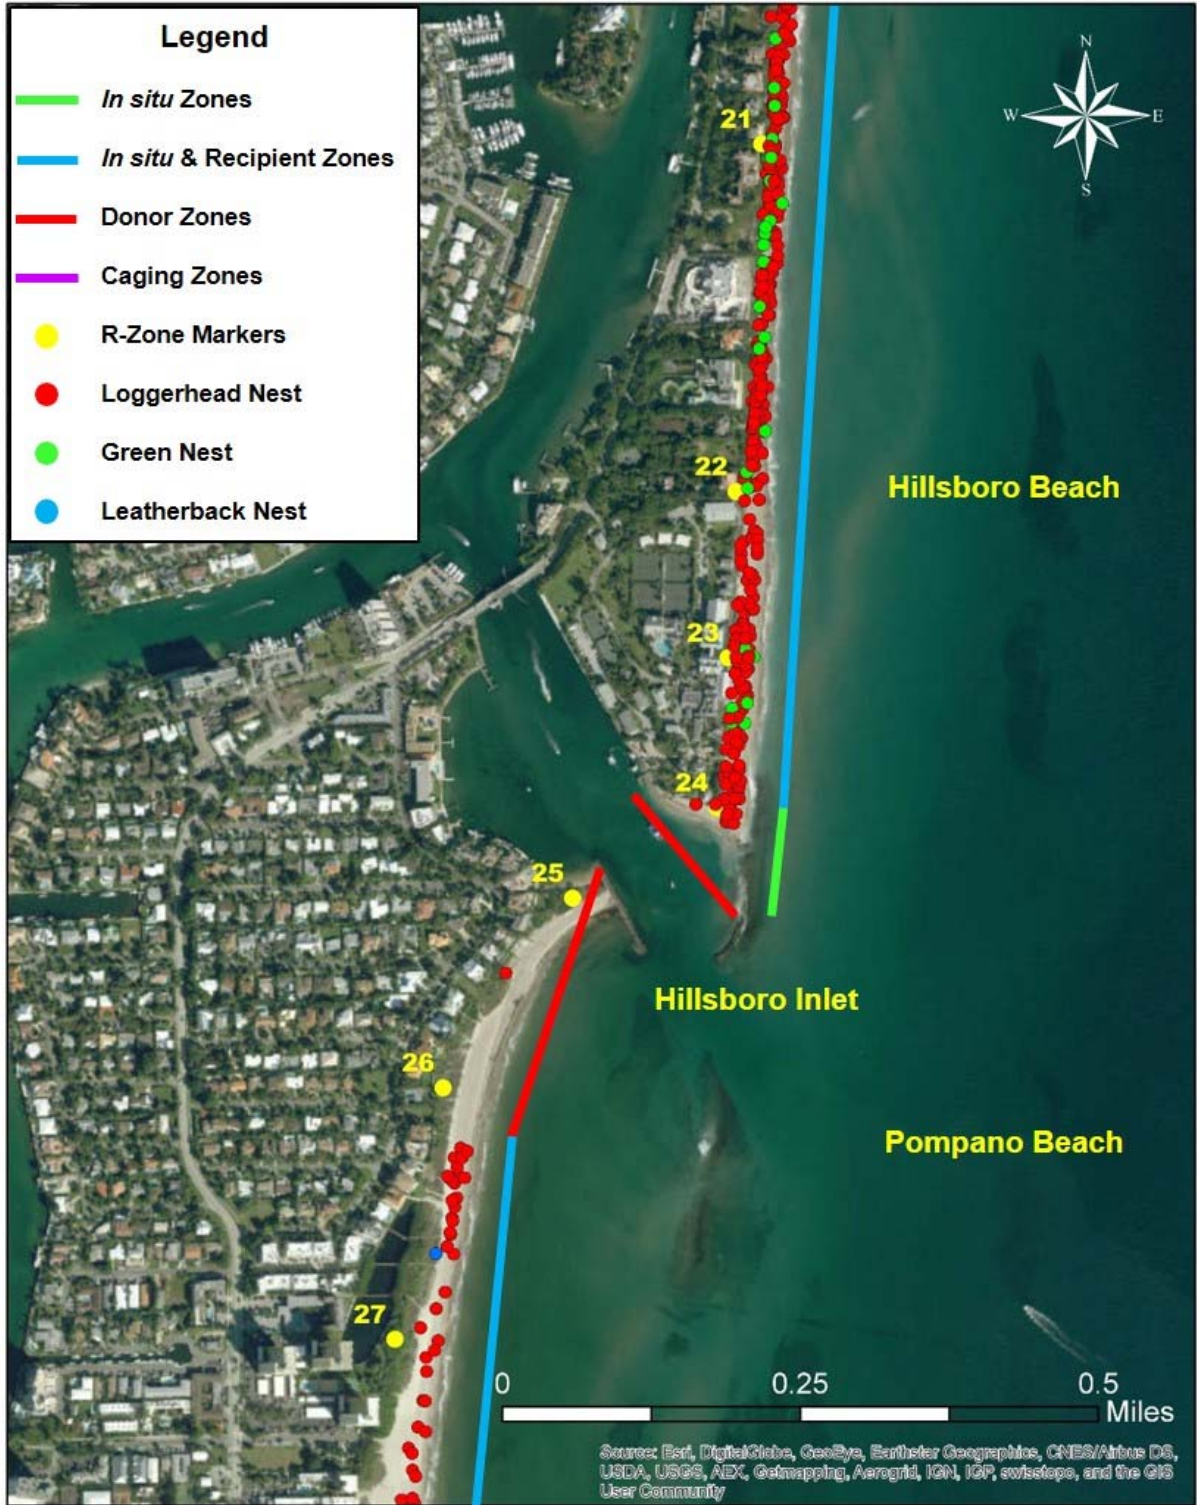 Legend
In situ Zones
In situ & Recipient Zones
Donor Zones
Caging Zones
R-Zone Markers
Loggerhead Nest
Green Nest
Leatherback Nest
N
W E
S
21
22
Hillsboro Beach
23
24
25
Hillsboro Inlet
26
Pompano Beach
27
0 0.25 0.5
Miles
Source: Esri, DigitalGlobe, GeoEye, Earthstar Geographics, CNES/Airbus DS,
USDA, USGS, AEX, Getmapping, Aerogrid, IGN, IGP, swisstopo, and the GIS
User Community